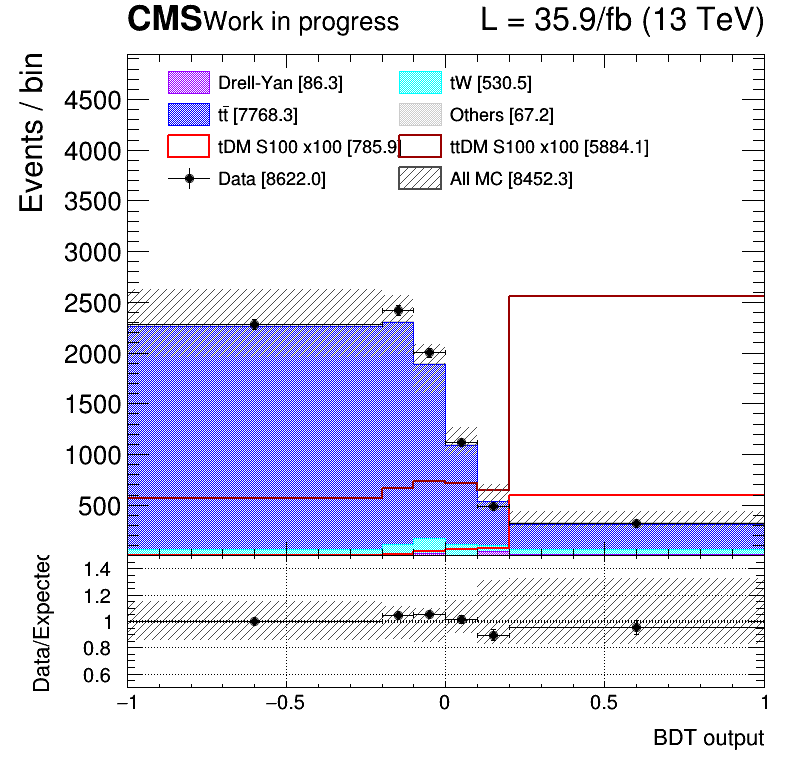 CMS Work in progress L = 35.9/fb (13 TeV)
Events / bin
Drell-Yan [86.3] tW [530.5]
tt̄ [7768.3] Others [67.2]
tDM S100 x100 [785.9] ttDM S100 x100 [5884.1]
Data [8622.0] All MC [8452.3]
4500
4000
3500
3000
2500
2000
1500
1000
500
Data/Expected
1.4
1.2
1
0.8
0.6
−1 −0.5 0 0.5 1
BDT output